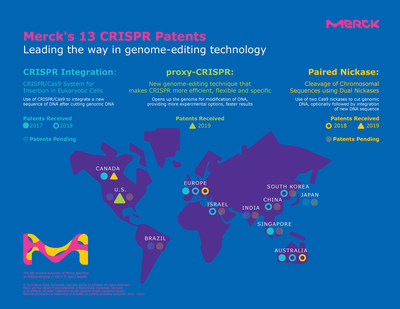 MERCK
Merck's 13 CRISPR Patents
Leading the way in genome-editing technology
CRISPR Integration:
CRISPR/Cas9 System for
Insertion in Eukaryotic Cells
Use of CRISPR/Cas9 to integrate a new
sequence of DNA after cutting genomic DNA
Patents Received
2017 2018
Patents Pending
proxy-CRISPR:
New genome-editing technique that
makes CRISPR more efficient, flexible and specific
Opens up the genome for modification of DNA,
providing more experimental options, faster results
Patents Received
2019
Paired Nickase:
Cleavage of Chromosomal
Sequences using Dual Nickases
Use of two Cas9 nickases to cut genomic
DNA, optionally followed by integration
of new DNA sequence
Patents Received
2018 2019
Patents Pending
CANADA
U.S.
BRAZIL
EUROPE
ISRAEL
INDIA
CHINA
SOUTH KOREA
JAPAN
SINGAPORE
AUSTRALIA